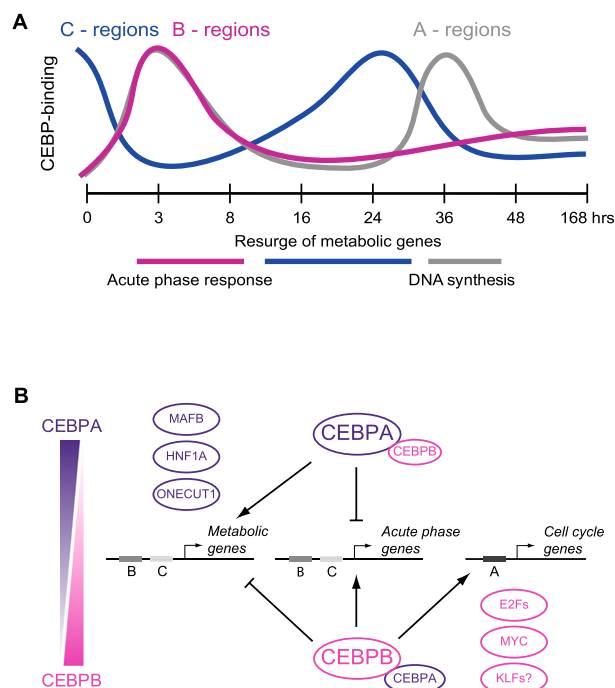 A
C - regions
B - regions
A - regions
CEBP-binding
0 3 8 16 24 36 48 168 hrs
Resurge of metabolic genes
Acute phase response
DNA synthesis
B
CEBPA
CEBPB
MAFB
HNF1A
ONECUT1
CEBPA
CEBPB
Metabolic
genes
B C
Acute phase
genes
B C
Cell cycle
genes
A
CEBPB
CEBPA
E2Fs
MYC
KLFs?